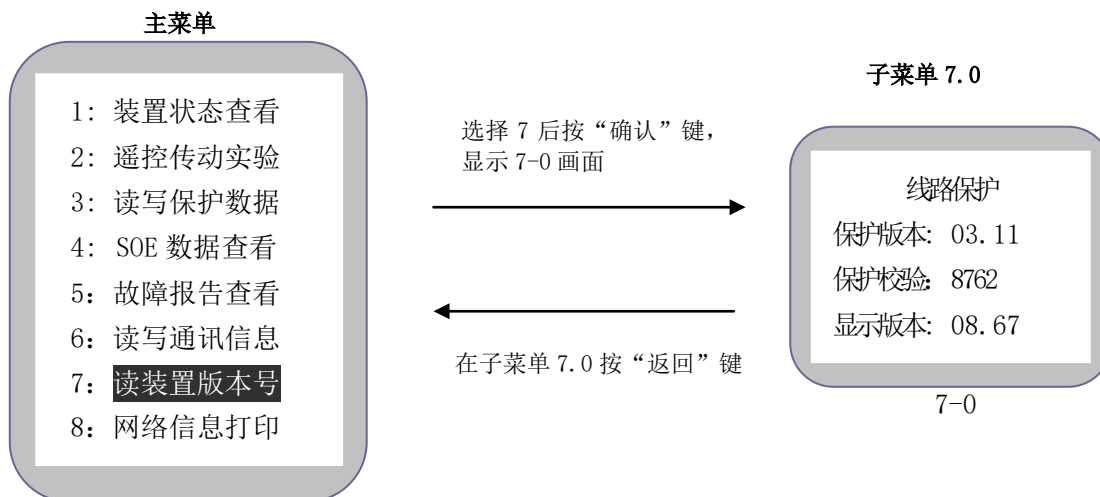 主菜单
1: 装置状态查看
2: 遥控传动实验
3: 读写保护数据
4: SOE 数据查看
5：故障报告查看
6：读写通讯信息
7：读装置版本号
8：网络信息打印
选择 7 后按“确认”键，
显示 7-0 画面
在子菜单 7.0 按“返回”键
子菜单 7.0
线路保护
保护版本: 03.11
保护校验：8762
显示版本: 08.67
7-0